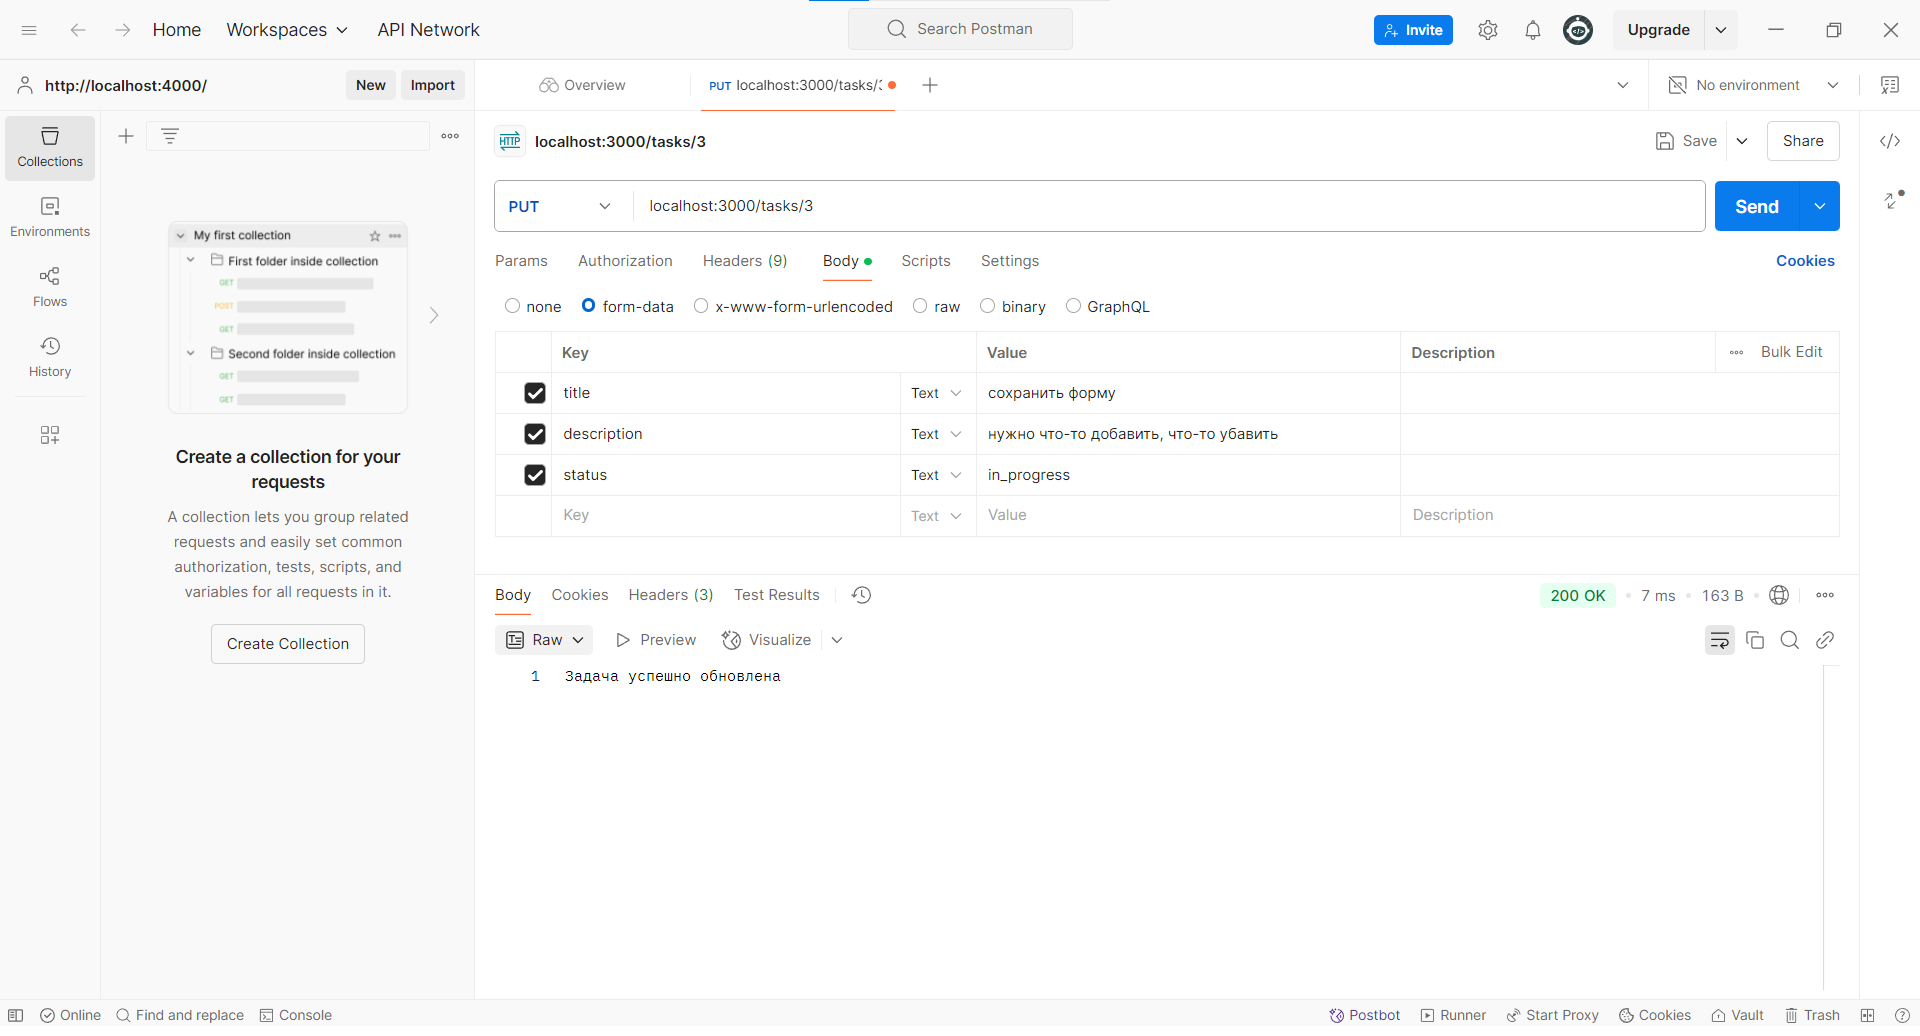 Home Workspaces API Network
Search Postman
Invite
Upgrade
http://localhost:4000/
New
Import
Overview
PUT localhost:3000/tasks/3
No environment
Collections
Environments
Flows
History
My first collection
First folder inside collection
GET
POST
GET
Second folder inside collection
GET
GET
Create a collection for your
requests
A collection lets you group related
requests and easily set common
authorization, tests, scripts, and
variables for all requests in it.
Create Collection
HTTP localhost:3000/tasks/3
Save
Share
PUT localhost:3000/tasks/3
Send
Params Authorization Headers (9) Body Scripts Settings Cookies
none form-data x-www-form-urlencoded raw binary GraphQL
Key Value Description Bulk Edit
title Text сохранить форму
description Text нужно что-то добавить, что-то убавить
status Text in_progress
Key Text Value Description
Body Cookies Headers (3) Test Results
200 OK 7 ms 163 B
Raw Preview Visualize
1 Задача успешно обновлена
Online Find and replace Console
Postbot Runner Start Proxy Cookies Vault Trash